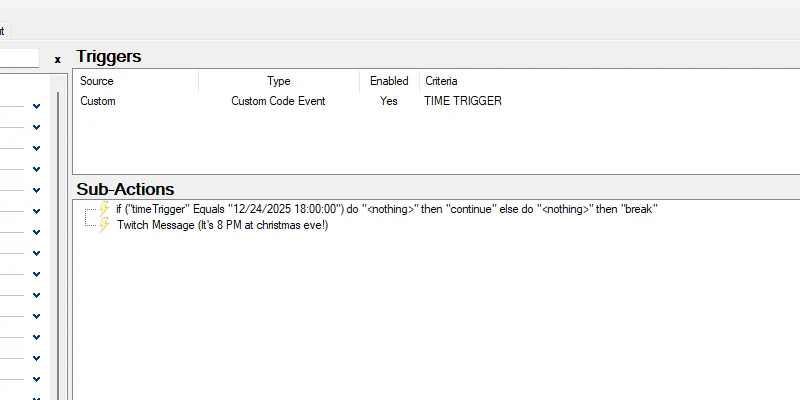 t
x
Triggers
Source Type Enabled Criteria
Custom Custom Code Event Yes TIME TRIGGER
Sub-Actions
if ("timeTrigger" Equals "12/24/2025 18:00:00") do "<nothing>" then "continue" else do "<nothing>" then "break"
Twitch Message (It's 8 PM at christmas eve!)